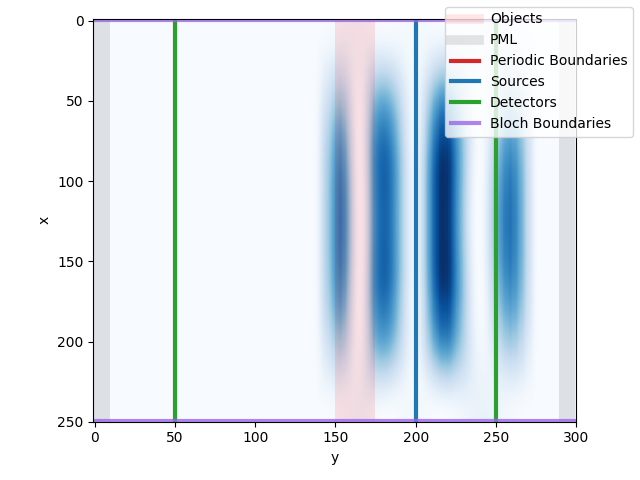 Objects
PML
Periodic Boundaries
Sources
Detectors
Bloch Boundaries
0
50
100
150
200
250
x
0
50
100
150
200
250
300
y